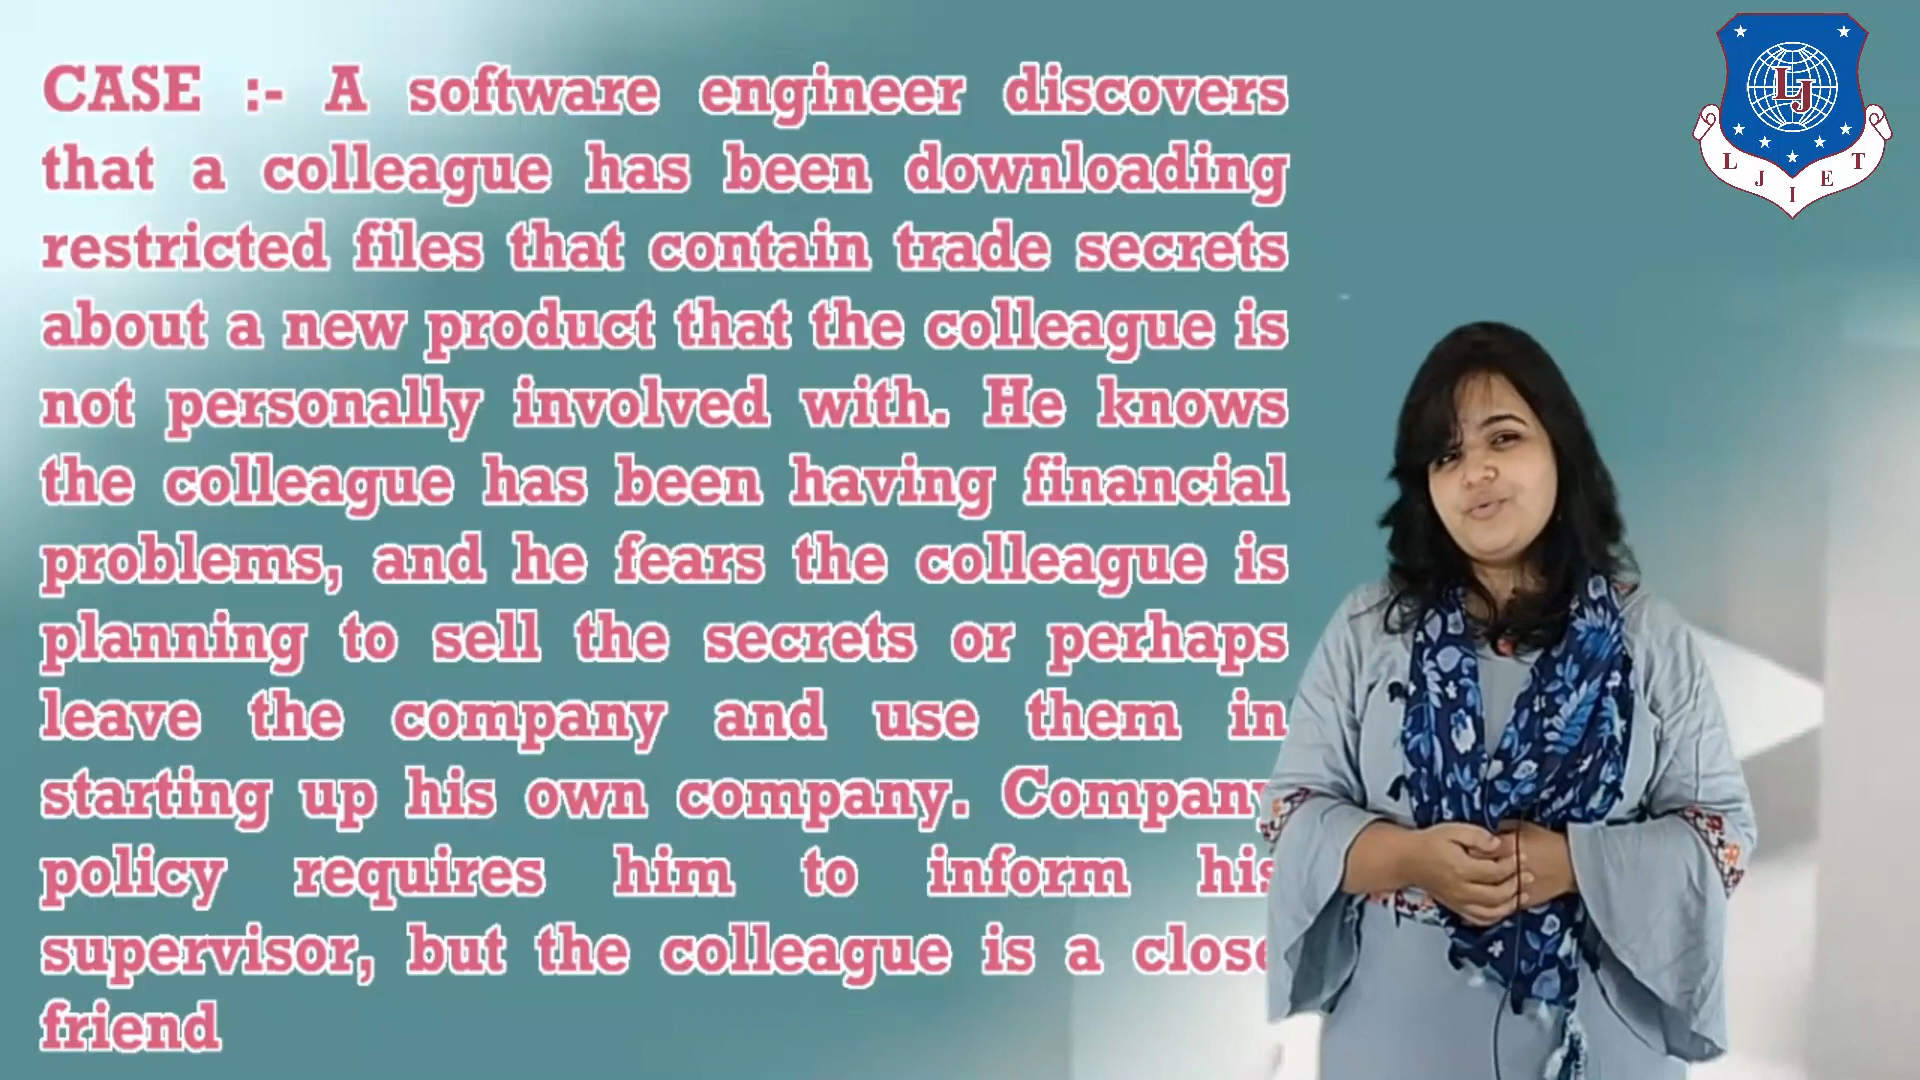 CASE :- A software engineer discovers
that a colleague has been downloading
restricted files that contain trade secrets
about a new product that the colleague is
not personally involved with. He knows
the colleague has been having financial
problems, and he fears the colleague is
planning to sell the secrets or perhaps
leave the company and use them in
starting up his own company. Company
policy requires him to inform his
supervisor, but the colleague is a close
friend
LJ
L J I E T